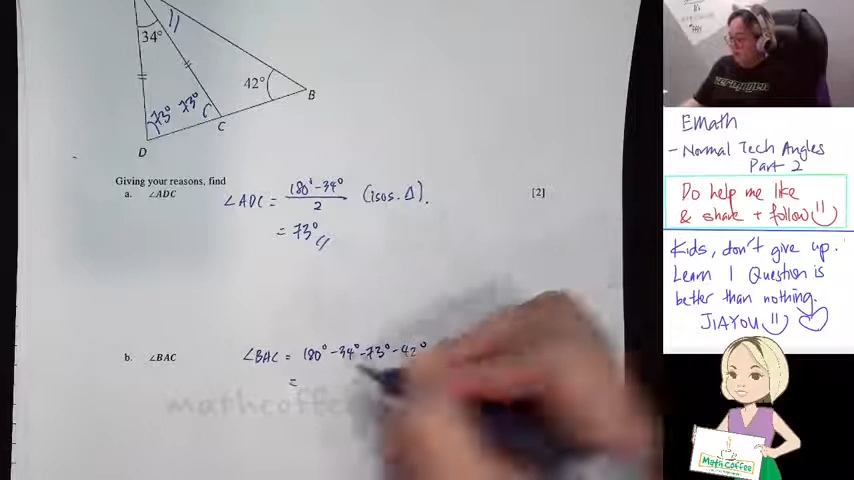 34°
42°
B
73° 73°
C
D
Giving your reasons, find
a. ∠ADC
∠ADC = 180° - 34° / 2 (isos. Δ).
[2]
= 73°
b. ∠BAC
∠BAC = 180° - 34° - 73° - 42°
=
mathcoffee
EMath
- Normal Tech Angles
Part 2
Do help me like
& share + follow
Kids, don't give up.
Learn 1 Question is
better than nothing.
JIAYOU
Math Coffee